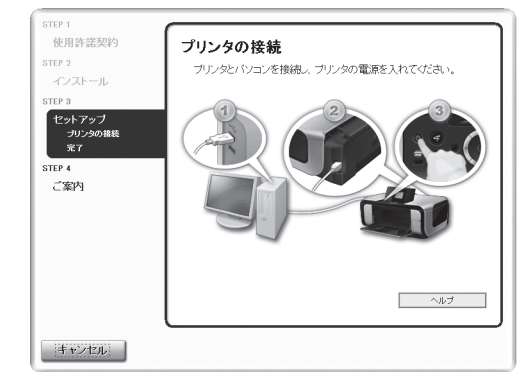 STEP 1
使用許諾契約
STEP 2
インストール
STEP 3
セットアップ
プリンタの接続
完了
STEP 4
ご案内
プリンタの接続
プリンタとパソコンを接続し、プリンタの電源を入れてください。
1
2
3
ヘルプ
キャンセル